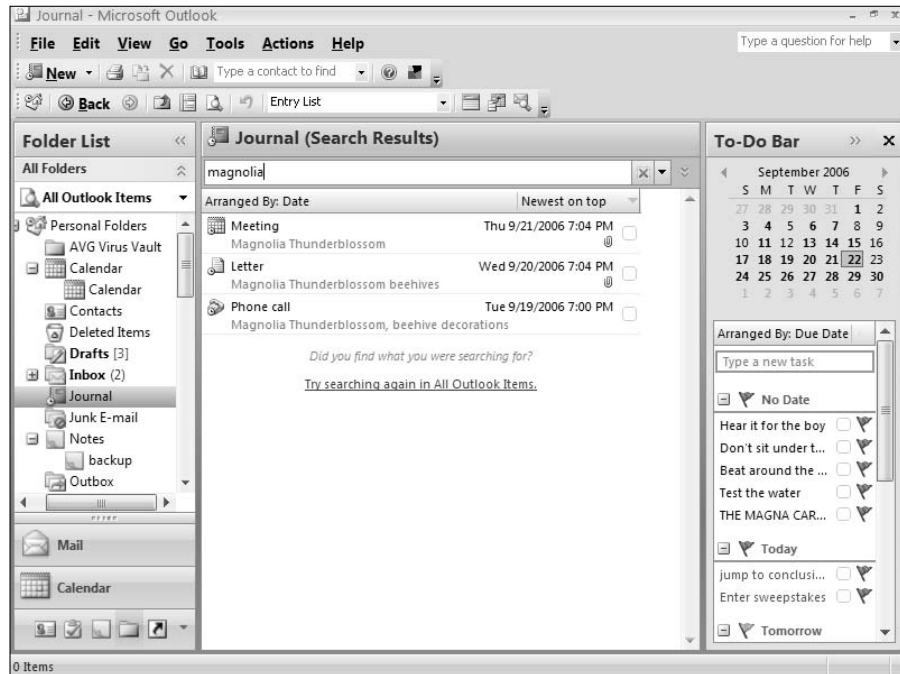 Journal - Microsoft Outlook
File Edit View Go Tools Actions Help
Type a question for help
New
Type a contact to find
Back
Entry List
Folder List
All Folders
All Outlook Items
Personal Folders
AVG Virus Vault
Calendar
Calendar
Contacts
Deleted Items
Drafts [3]
Inbox (2)
Journal
Junk E-mail
Notes
backup
Outbox
Mail
Calendar
0 Items
Journal (Search Results)
magnolia
Arranged By: Date Newest on top
Meeting Thu 9/21/2006 7:04 PM
Magnolia Thunderblossom
Letter Wed 9/20/2006 7:04 PM
Magnolia Thunderblossom beehives
Phone call Tue 9/19/2006 7:00 PM
Magnolia Thunderblossom, beehive decorations
Did you find what you were searching for?
Try searching again in All Outlook Items.
To-Do Bar
September 2006
S M T W T F S
27 28 29 30 31 1 2
3 4 5 6 7 8 9
10 11 12 13 14 15 16
17 18 19 20 21 22 23
24 25 26 27 28 29 30
1 2 3 4 5 6 7
Arranged By: Due Date
Type a new task
No Date
Hear it for the boy
Don't sit under t...
Beat around the ...
Test the water
THE MAGNA CAR...
Today
jump to conclusi...
Enter sweepstakes
Tomorrow